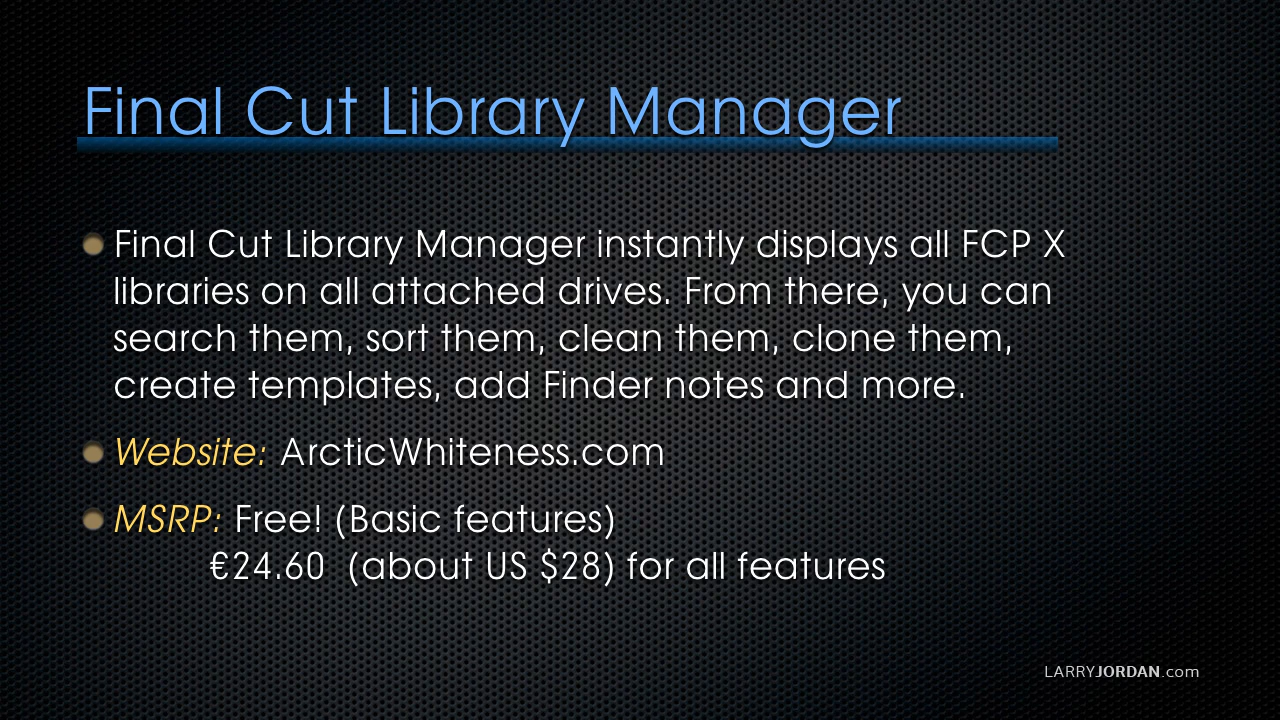 Final Cut Library Manager
Final Cut Library Manager instantly displays all FCP X
libraries on all attached drives. From there, you can
search them, sort them, clean them, clone them,
create templates, add Finder notes and more.
Website: ArcticWhiteness.com
MSRP: Free! (Basic features)
€24.60 (about US $28) for all features
LARRYJORDAN.com